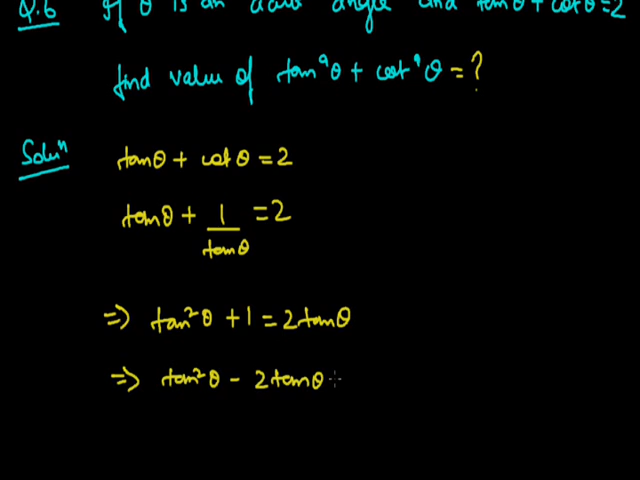 Q.6 If θ is an acute angle and tanθ + cotθ = 2
find value of tan⁹θ + cot⁹θ = ?
Soluⁿ
tanθ + cotθ = 2
tanθ + 1/tanθ = 2
⇒ tan²θ + 1 = 2tanθ
⇒ tan²θ - 2tanθ